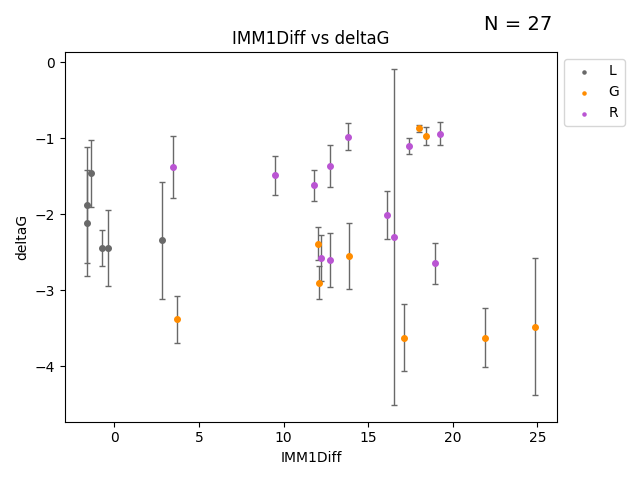 N = 27
IMM1Diff vs deltaG
L
G
R
0
−1
−2
−3
−4
deltaG
0 5 10 15 20 25
IMM1Diff